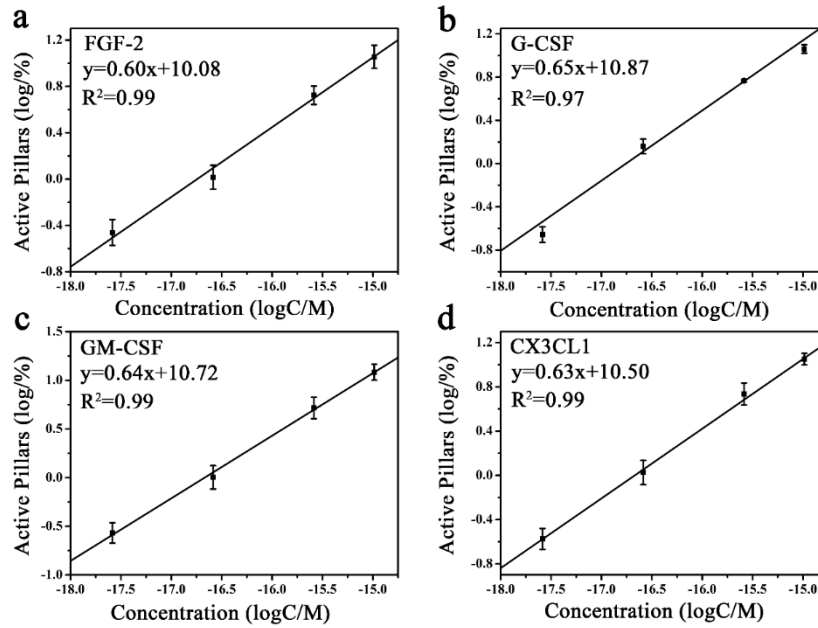 a
FGF-2
y=0.60x+10.08
R²=0.99
Active Pillars (log/%)
1.2
0.8
0.4
0.0
-0.4
-0.8
-18.0 -17.5 -17.0 -16.5 -16.0 -15.5 -15.0
Concentration (logC/M)
b
G-CSF
y=0.65x+10.87
R²=0.97
Active Pillars (log/%)
1.2
0.8
0.4
0.0
-0.4
-0.8
-18.0 -17.5 -17.0 -16.5 -16.0 -15.5 -15.0
Concentration (logC/M)
c
GM-CSF
y=0.64x+10.72
R²=0.99
Active Pillars (log/%)
1.5
1.0
0.5
0.0
-0.5
-1.0
-18.0 -17.5 -17.0 -16.5 -16.0 -15.5 -15.0
Concentration (logC/M)
d
CX3CL1
y=0.63x+10.50
R²=0.99
Active Pillars (log/%)
1.2
0.8
0.4
0.0
-0.4
-0.8
-18.0 -17.5 -17.0 -16.5 -16.0 -15.5 -15.0
Concentration (logC/M)